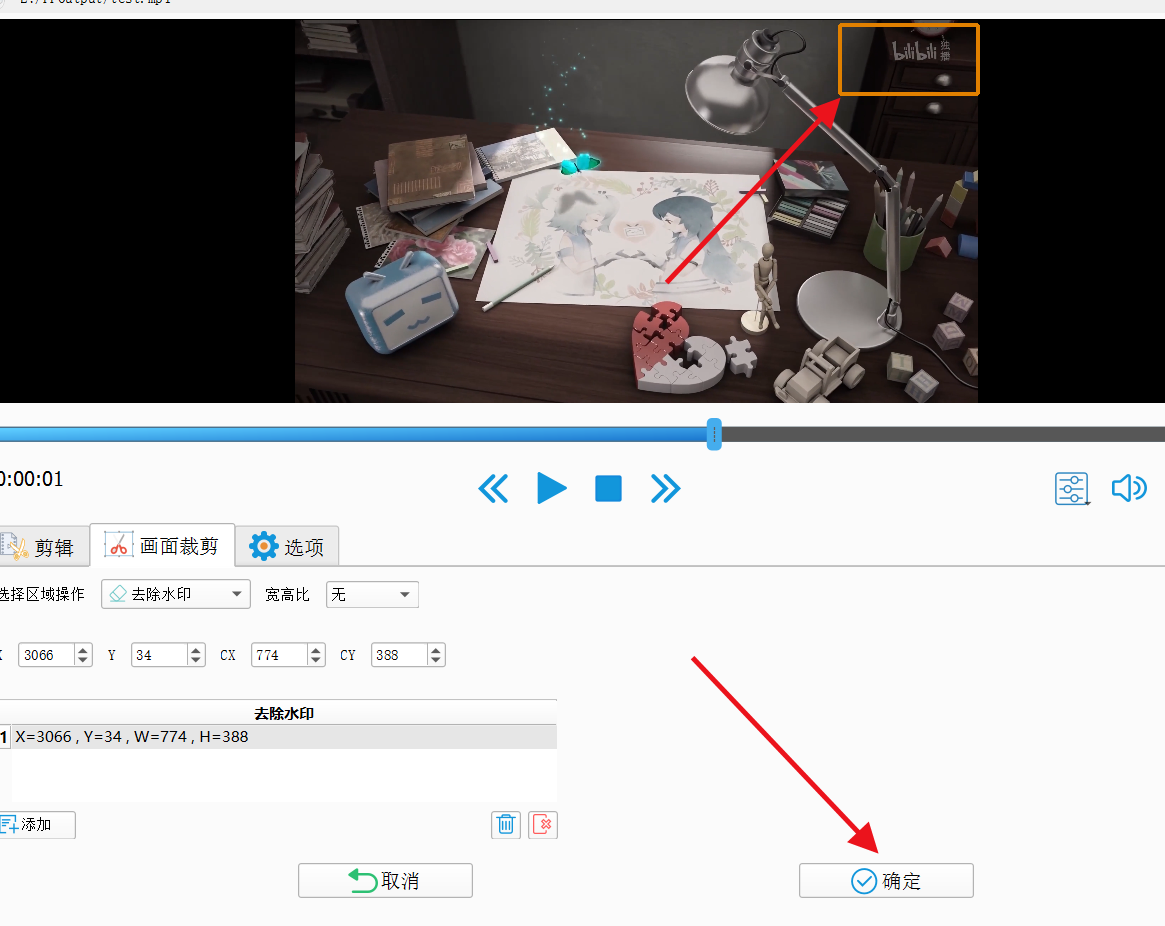 bilibili 独播
0:00:01
剪辑 画面裁剪 选项
选择区域操作 去除水印 宽高比 无
3066 Y 34 CX 774 CY 388
去除水印
1 X=3066 , Y=34 , W=774 , H=388
添加
取消 确定